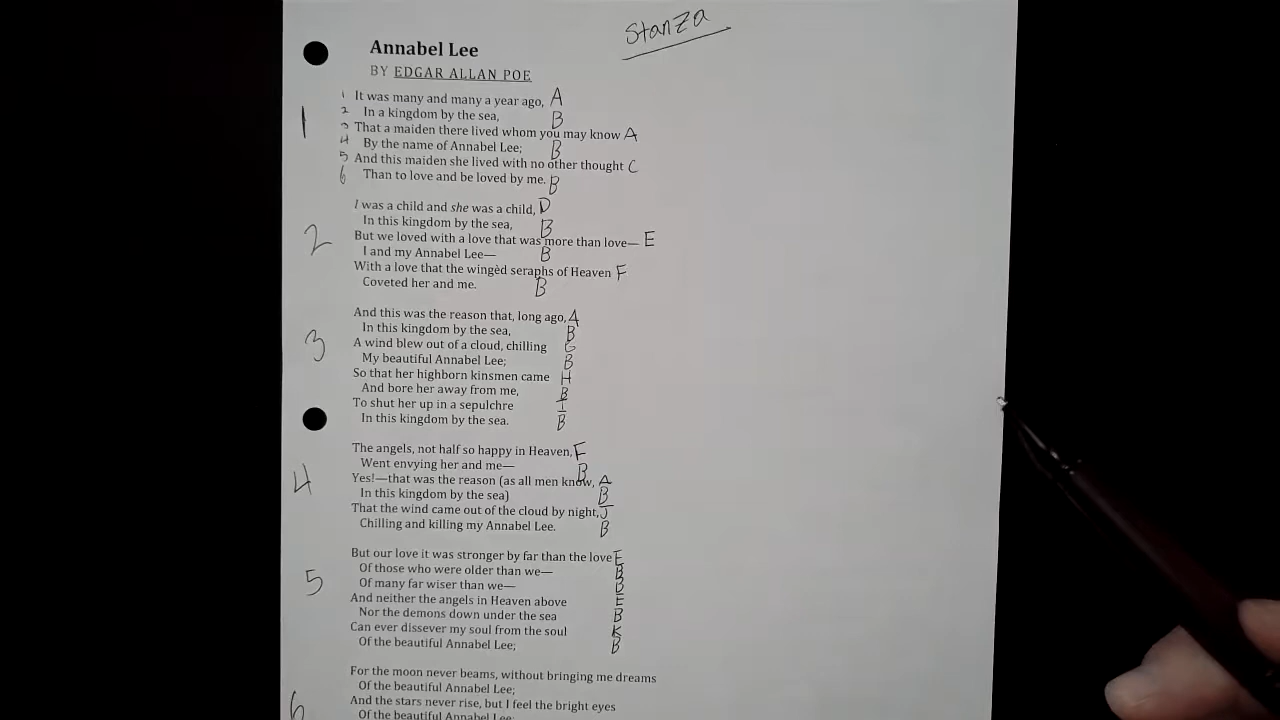 Stanza
Annabel Lee
BY EDGAR ALLAN POE
1 It was many and many a year ago, A
2 In a kingdom by the sea, B
1 3 That a maiden there lived whom you may know A
4 By the name of Annabel Lee; B
5 And this maiden she lived with no other thought C
6 Than to love and be loved by me. B
I was a child and she was a child, D
In this kingdom by the sea, B
2 But we loved with a love that was more than love— E
I and my Annabel Lee— B
With a love that the wingèd seraphs of Heaven F
Coveted her and me. B
And this was the reason that, long ago, A
In this kingdom by the sea, B
3 A wind blew out of a cloud, chilling G
My beautiful Annabel Lee; B
So that her highborn kinsmen came H
And bore her away from me, B
To shut her up in a sepulchre I
In this kingdom by the sea. B
The angels, not half so happy in Heaven, F
Went envying her and me— B
4 Yes!—that was the reason (as all men know, A
In this kingdom by the sea) B
That the wind came out of the cloud by night, J
Chilling and killing my Annabel Lee. B
But our love it was stronger by far than the love E
Of those who were older than we— B
5 Of many far wiser than we— B
And neither the angels in Heaven above E
Nor the demons down under the sea B
Can ever dissever my soul from the soul K
Of the beautiful Annabel Lee; B
For the moon never beams, without bringing me dreams
Of the beautiful Annabel Lee;
6 And the stars never rise, but I feel the bright eyes
Of the beautiful Annabel Lee;